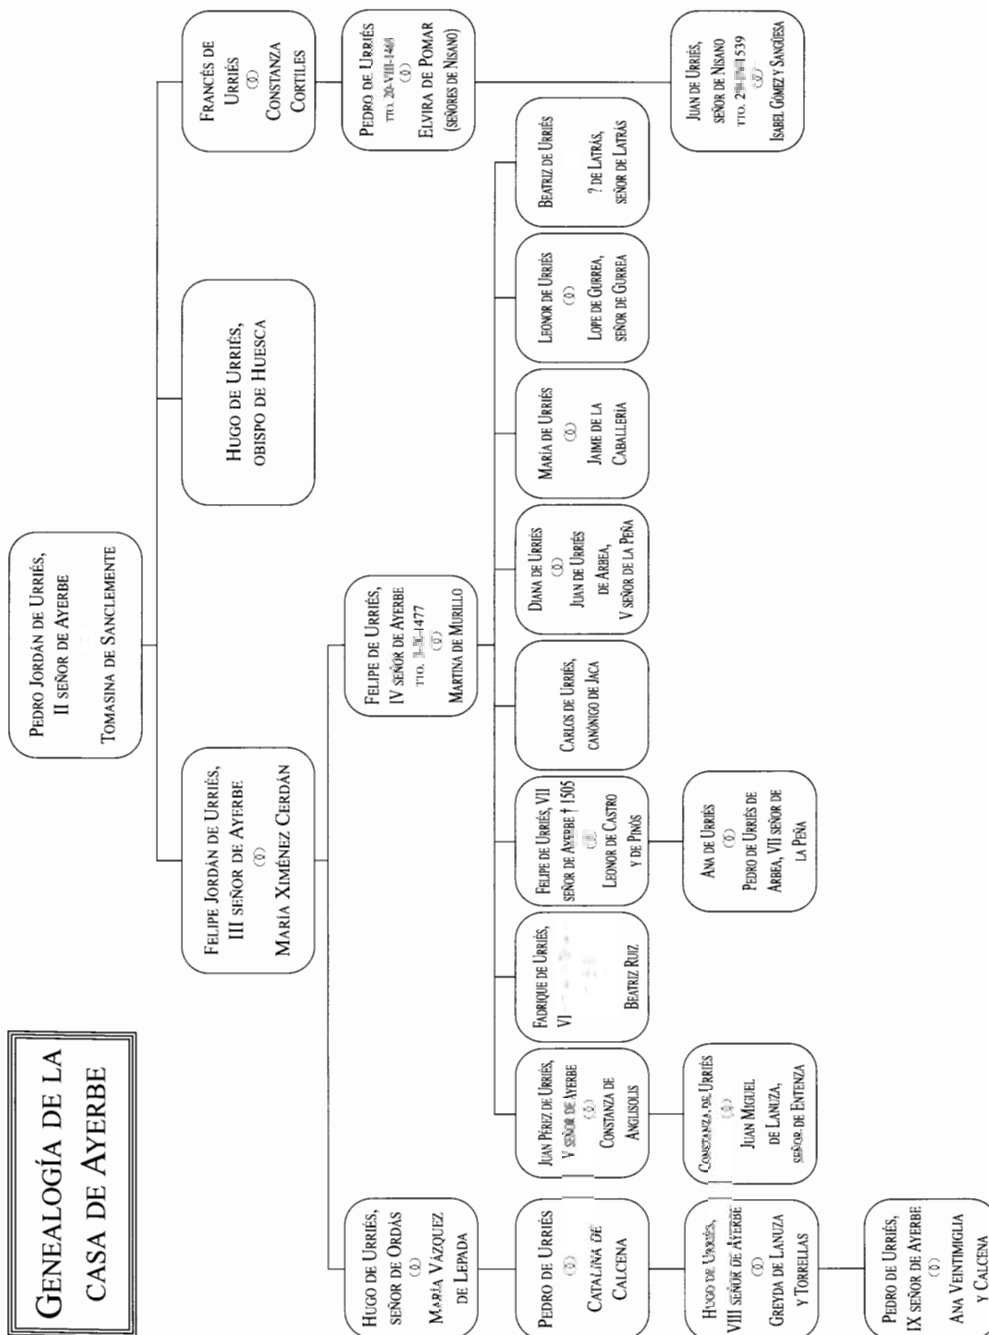 GENEALOGÍA DE LA
CASA DE AYERBE
PEDRO JORDÁN DE URRIÉS,
II SEÑOR DE AYERBE
TOMASINA DE SANCLEMENTE
FELIPE JORDÁN DE URRIÉS,
III SEÑOR DE AYERBE
MARÍA XIMÉNEZ CERDÁN
HUGO DE URRIÉS,
OBISPO DE HUESCA
FRANCÉS DE
URRIÉS
CONSTANZA
CORTILES
HUGO DE URRIÉS,
SEÑOR DE ORDÁS
MARÍA VÁZQUEZ
DE LEPADA
FELIPE DE URRIÉS,
IV SEÑOR DE AYERBE
TTO. 1477
MARTINA DE MURILLO
PEDRO DE URRIÉS
TTO. 20-VIII-1468
ELVIRA DE POMAR
(SEÑORES DE NISANO)
PEDRO DE URRIÉS
CATALINA DE
CALCENA
JUAN PÉREZ DE URRIÉS,
V SEÑOR DE AYERBE
CONSTANZA DE
ANGLISOLIS
FADRIQUE DE URRIÉS,
VI
BEATRIZ RUIZ
FELIPE DE URRIÉS, VII
SEÑOR DE AYERBE † 1505
LEONOR DE CASTRO
Y DE PINÓS
CARLOS DE URRIÉS,
CANÓNIGO DE JACA
DIANA DE URRIÉS
JUAN DE URRIÉS
DE ARBEA,
V SEÑOR DE LA PEÑA
MARÍA DE URRIÉS
JAIME DE LA
CABALLERÍA
LEONOR DE URRIÉS
LOPE DE GURREA,
SEÑOR DE GURREA
BEATRIZ DE URRIÉS
? DE LATRÁS,
SEÑOR DE LATRÁS
HUGO DE URRIÉS,
VIII SEÑOR DE AYERBE
GREYDA DE LANUZA
Y TORRELLAS
CONSTANZA DE URRIÉS
JUAN MIGUEL
DE LANUZA,
SEÑOR DE ENTENZA
ANA DE URRIÉS
PEDRO DE URRIÉS DE
ARBEA, VII SEÑOR DE
LA PEÑA
JUAN DE URRIÉS,
SEÑOR DE NISANO
TTO. 1539
ISABEL GÓMEZ Y SANGÜESA
PEDRO DE URRIÉS,
IX SEÑOR DE AYERBE
ANA VEINTIMIGLIA
Y CALCENA